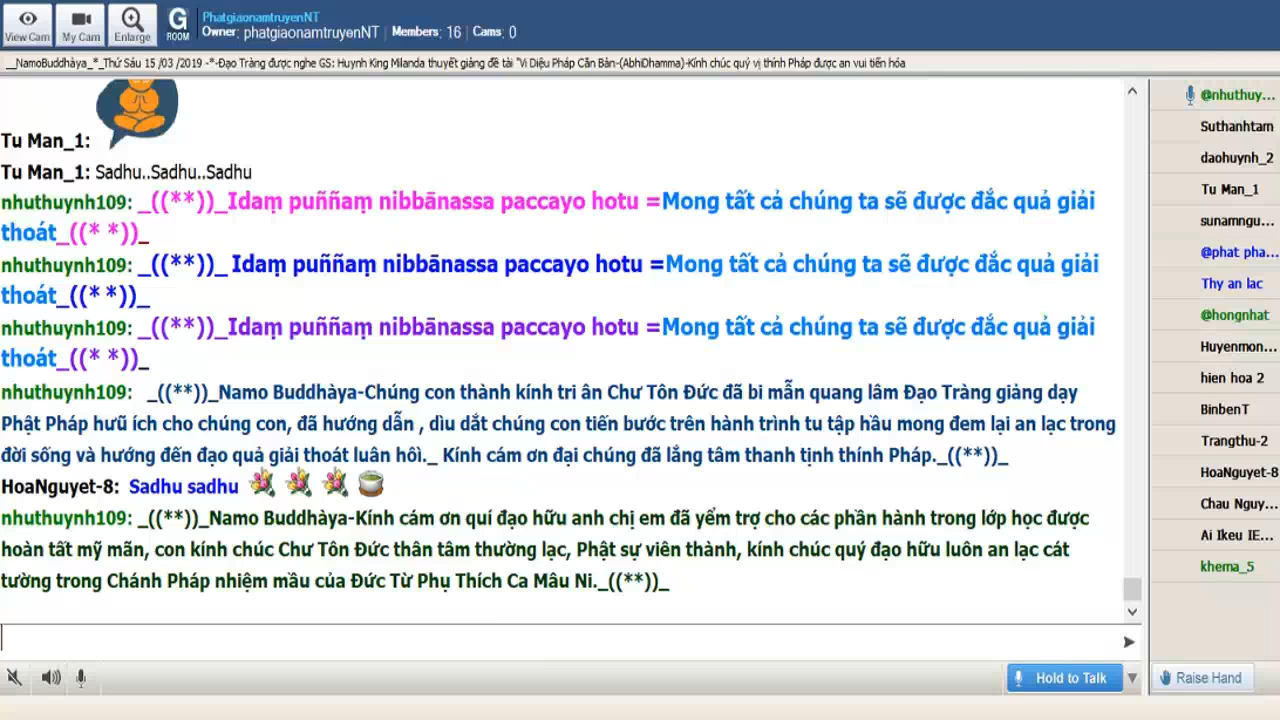 View Cam
My Cam
Enlarge
G
ROOM
PhatgiaonamtruyenNT
Owner: phatgiaonamtruyenNT | Members: 16 | Cams: 0
__NamoBuddhàya_*_Thứ Sáu 15 /03 /2019 -*-Đạo Tràng được nghe GS: Huynh King Milanda thuyết giảng đề tài "Vi Diệu Pháp Căn Bản-(AbhiDhamma)-Kính chúc quý vị thính Pháp được an vui tiến hóa
Tu Man_1:
Tu Man_1: Sadhu..Sadhu..Sadhu
nhuthuynh109: _((**))_Idaṃ puññaṃ nibbānassa paccayo hotu =Mong tất cả chúng ta sẽ được đắc quả giải
thoát_((* *))_
nhuthuynh109: _((**))_ Idaṃ puññaṃ nibbānassa paccayo hotu =Mong tất cả chúng ta sẽ được đắc quả giải
thoát_((* *))_
nhuthuynh109: _((**))_Idaṃ puññaṃ nibbānassa paccayo hotu =Mong tất cả chúng ta sẽ được đắc quả giải
thoát_((* *))_
nhuthuynh109: _((**))_Namo Buddhàya-Chúng con thành kính tri ân Chư Tôn Đức đã bi mẫn quang lâm Đạo Tràng giảng dạy
Phật Pháp hưũ ích cho chúng con, đã hướng dẫn , dìu dắt chúng con tiến bước trên hành trình tu tập hầu mong đem lại an lạc trong
đời sống và hướng đến đạo quả giải thoát luân hồi._ Kính cám ơn đại chúng đã lắng tâm thanh tịnh thính Pháp._((**))_
HoaNguyet-8: Sadhu sadhu
nhuthuynh109: _((**))_Namo Buddhàya-Kính cám ơn quí đạo hữu anh chị em đã yểm trợ cho các phần hành trong lớp học được
hoàn tất mỹ mãn, con kính chúc Chư Tôn Đức thân tâm thường lạc, Phật sự viên thành, kính chúc quý đạo hữu luôn an lạc cát
tường trong Chánh Pháp nhiệm mầu của Đức Từ Phụ Thích Ca Mâu Ni._((**))_
@nhuthuy...
Suthanhtam
daohuynh_2
Tu Man_1
sunamngu...
@phat pha...
Thy an lac
@hongnhat
Huyenmon...
hien hoa 2
BinbenT
Trangthu-2
HoaNguyet-8
Chau Nguy...
Ai Ikeu IE...
khema_5
Hold to Talk
Raise Hand